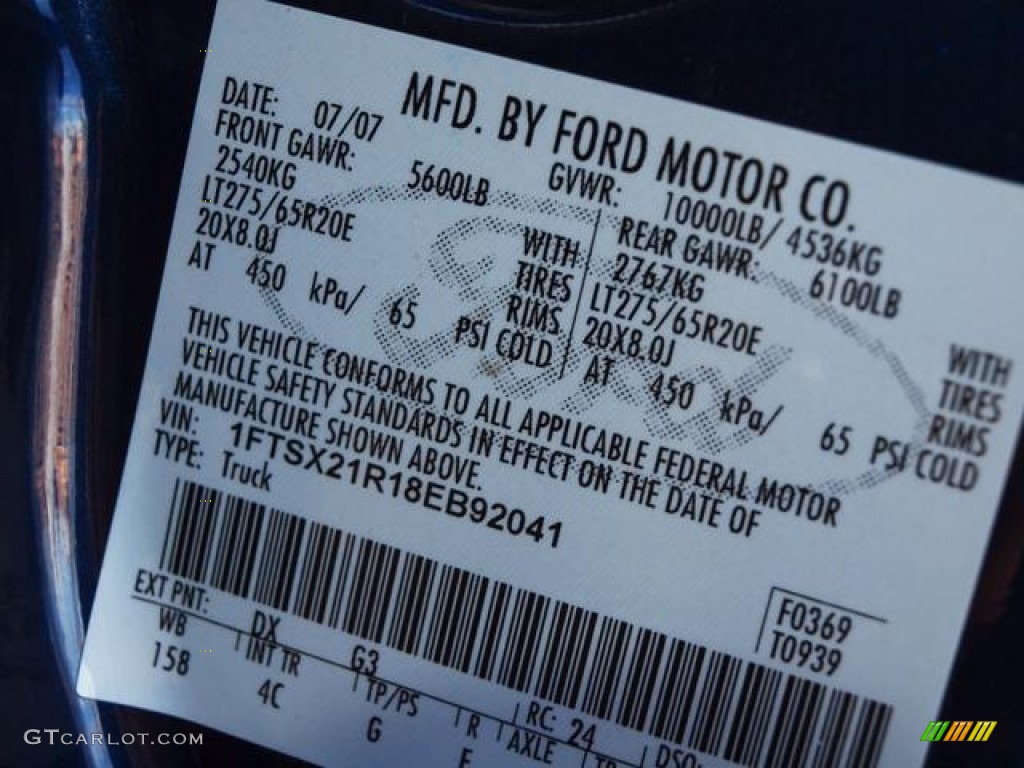 MFD. BY FORD MOTOR CO.
DATE: 07/07 GVWR: 10000LB/ 4536KG
FRONT GAWR: 5600LB REAR GAWR: 6100LB
2540KG WITH 2767KG WITH
LT275/65R20E TIRES LT275/65R20E TIRES
20X8.0J RIMS 20X8.0J RIMS
AT 450 kPa/ 65 PSI COLD AT 450 kPa/ 65 PSI COLD
THIS VEHICLE CONFORMS TO ALL APPLICABLE FEDERAL MOTOR
VEHICLE SAFETY STANDARDS IN EFFECT ON THE DATE OF
MANUFACTURE SHOWN ABOVE.
VIN: 1FTSX21R18EB92041
TYPE: Truck
F0369
T0939
EXT PNT: DX G3 RC: 24 DSO:
WB INT TR TP/PS R AXLE
158 4C G
GTCARLOT.COM